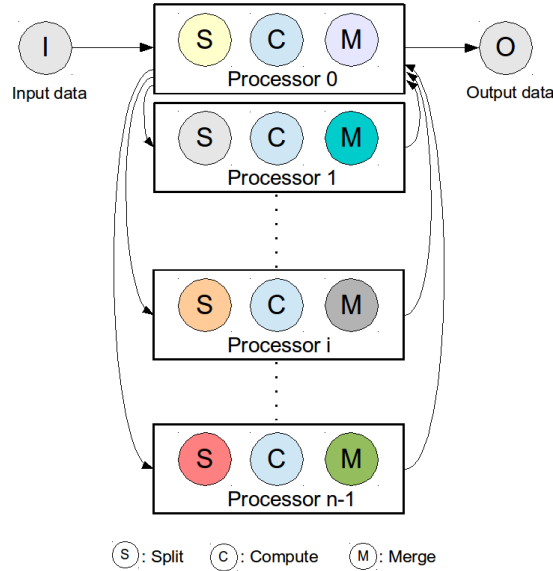 I S C M O
Input data Processor 0 Output data
S C M
Processor 1
S C M
Processor i
S C M
Processor n-1
S : Split C : Compute M : Merge